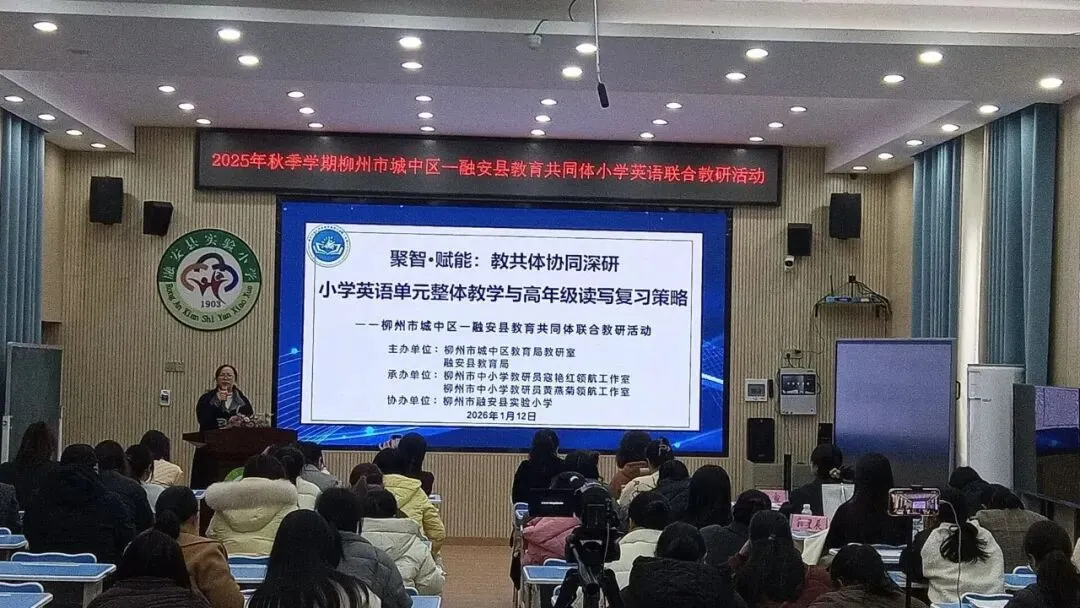 2025年秋季学期柳州市城中区—融安县教育共同体小学英语联合教研活动
聚智•赋能：教共体协同深研
小学英语单元整体教学与高年级读写复习策略
——柳州市城中区—融安县教育共同体联合教研活动
主办单位：柳州市城中区教育局教研室
融安县教育局
承办单位：柳州市中小学教研员寇艳红领航工作室
柳州市中小学教研员黄燕菊领航工作室
协办单位：柳州市融安县实验小学
2026年1月12日
融安县实验小学
1903
Rong An Xian Shi Yan Xiao Xue